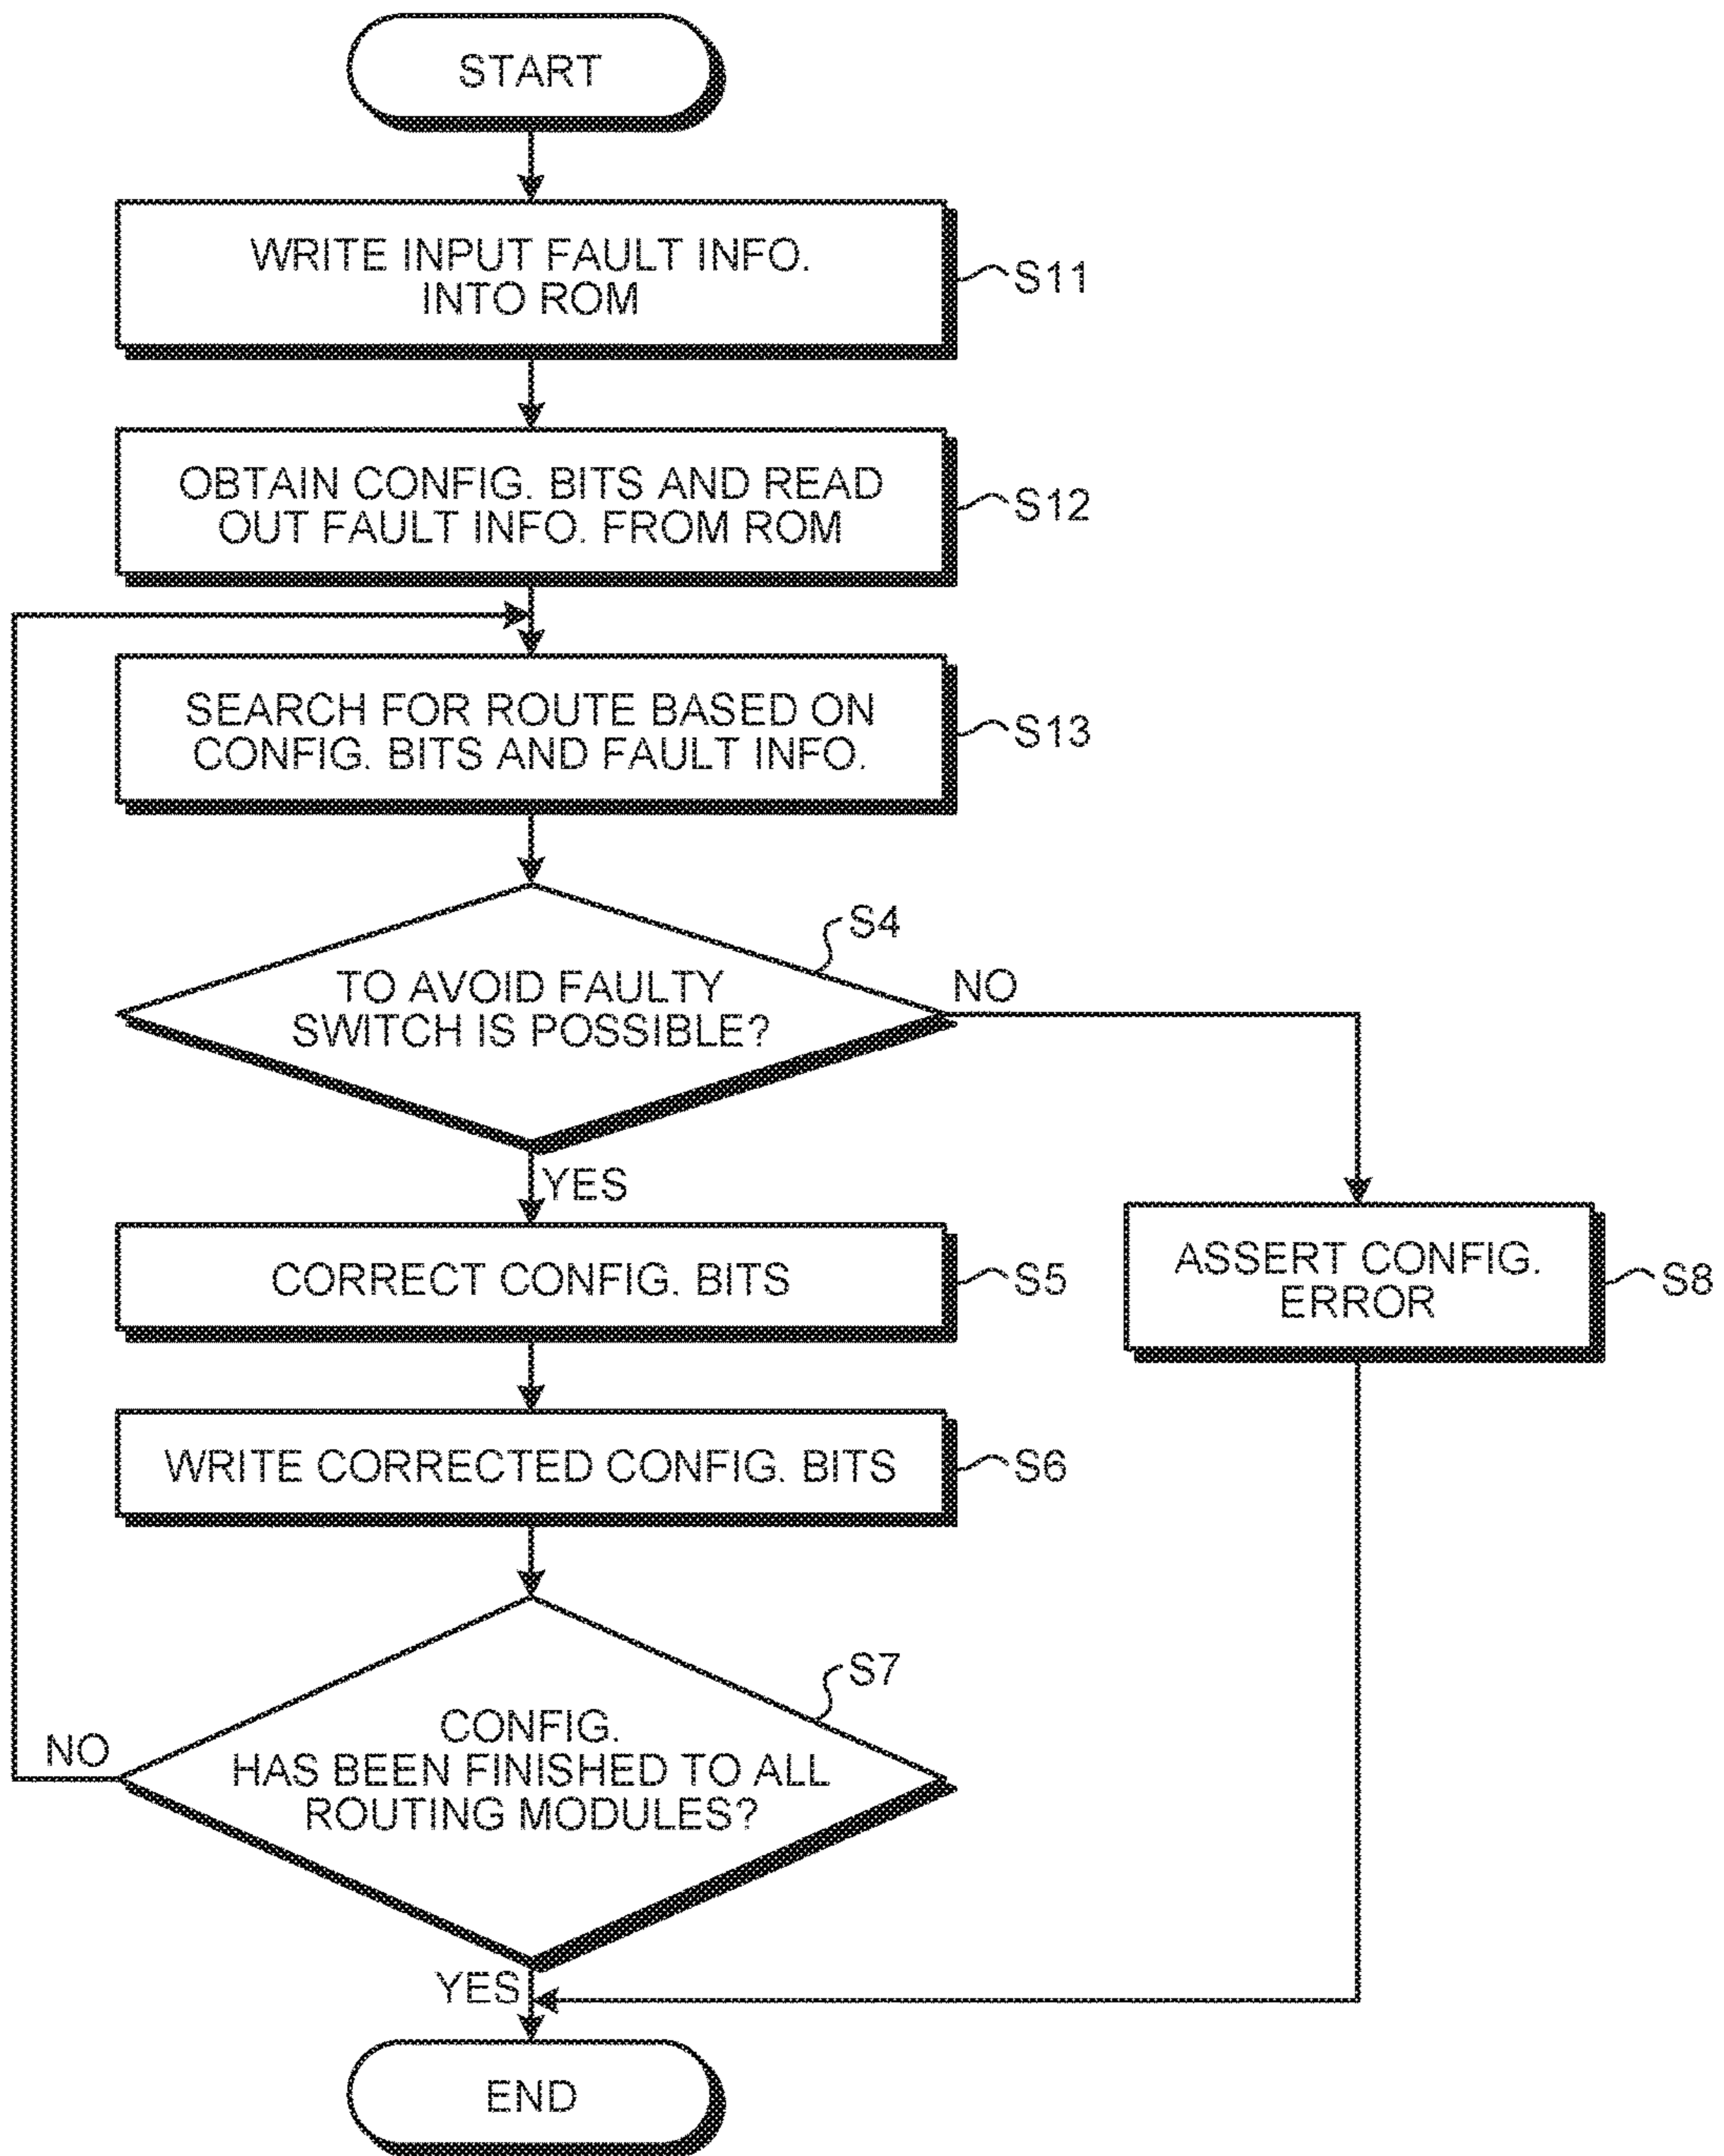 START
WRITE INPUT FAULT INFO.
INTO ROM
S11
OBTAIN CONFIG. BITS AND READ
OUT FAULT INFO. FROM ROM
S12
SEARCH FOR ROUTE BASED ON
CONFIG. BITS AND FAULT INFO.
S13
S4
TO AVOID FAULTY
SWITCH IS POSSIBLE?
NO
YES
CORRECT CONFIG. BITS
S5
ASSERT CONFIG.
ERROR
S8
WRITE CORRECTED CONFIG. BITS
S6
S7
CONFIG.
HAS BEEN FINISHED TO ALL
ROUTING MODULES?
NO
YES
END